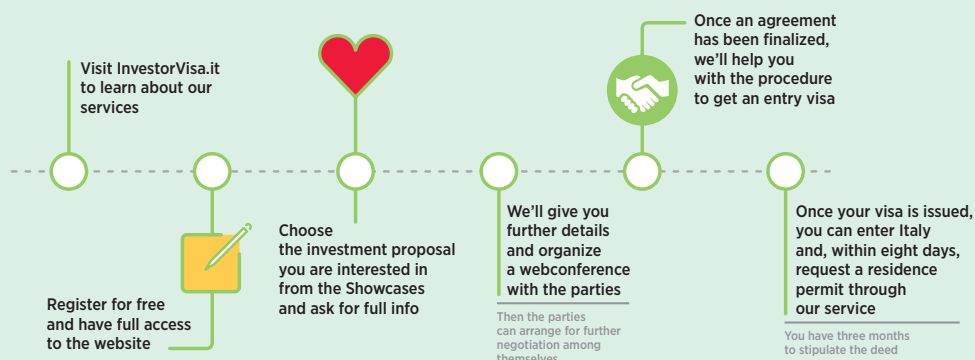 Visit InvestorVisa.it
to learn about our
services
Register for free
and have full access
to the website
Choose
the investment proposal
you are interested in
from the Showcases
and ask for full info
We'll give you
further details
and organize
a webconference
with the parties
Then the parties
can arrange for further
negotiation among
themselves
Once an agreement
has been finalized,
we'll help you
with the procedure
to get an entry visa
Once your visa is issued,
you can enter Italy
and, within eight days,
request a residence
permit through
our service
You have three months
to stipulate the deed